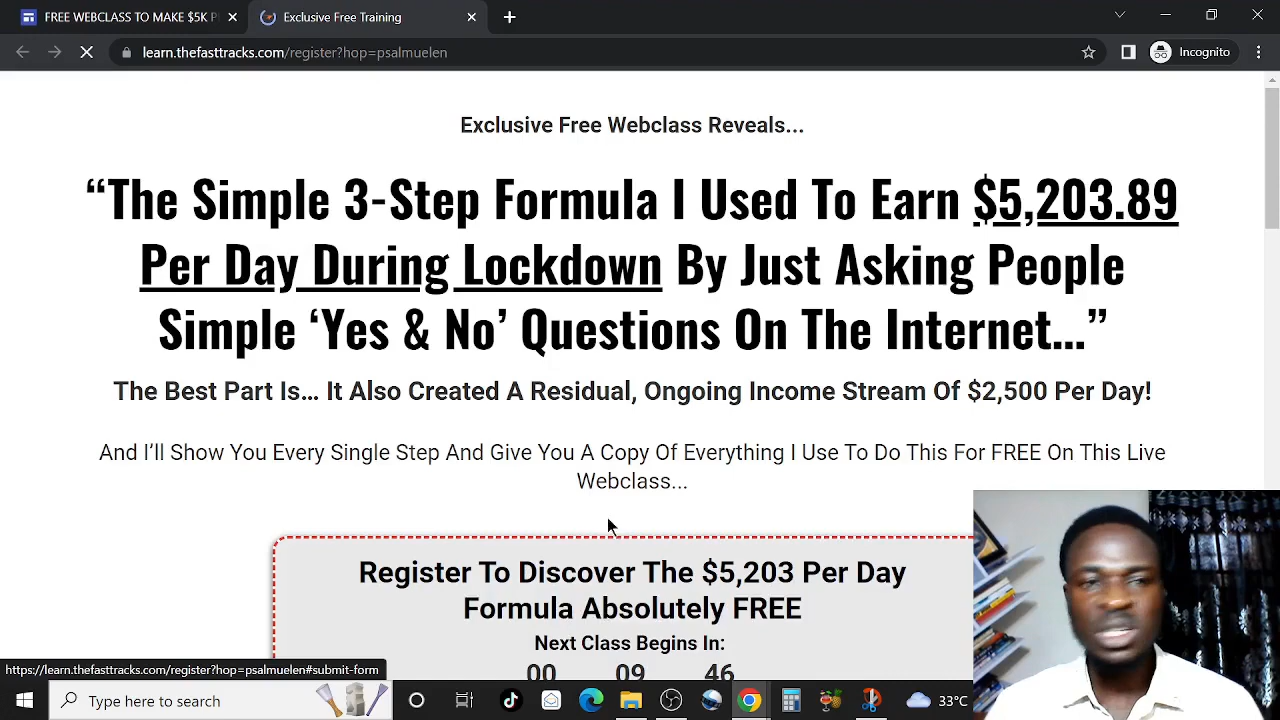 FREE WEBCLASS TO MAKE $5K P
Exclusive Free Training
learn.thefasttracks.com/register?hop=psalmuelen
Incognito
Exclusive Free Webclass Reveals...
“The Simple 3-Step Formula I Used To Earn $5,203.89
Per Day During Lockdown By Just Asking People
Simple ‘Yes & No’ Questions On The Internet...”
The Best Part Is... It Also Created A Residual, Ongoing Income Stream Of $2,500 Per Day!
And I’ll Show You Every Single Step And Give You A Copy Of Everything I Use To Do This For FREE On This Live
Webclass...
Register To Discover The $5,203 Per Day
Formula Absolutely FREE
Next Class Begins In:
00 09 46
https://learn.thefasttracks.com/register?hop=psalmuelen#submit-form
Type here to search
33°C